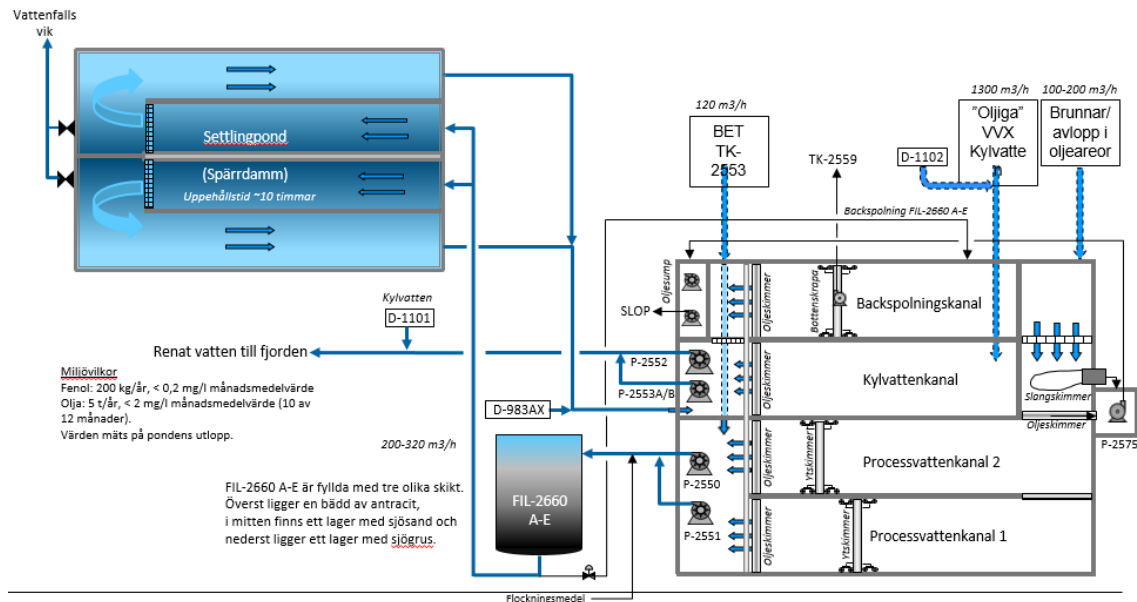 Vattenfalls
vik
Settlingpond
(Spärrdamm)
Uppehållstid ~10 timmar
120 m3/h
BET
TK-
2553
TK-2559
1300 m3/h
"Oljiga"
VVX
Kylvatte
n
D-1102
100-200 m3/h
Brunnar/
avlopp i
oljeareor
Backspolning FIL-2660 A-E
Oljesump
SLOP
Oljeskimmer
Bottenskrapa
Backspolningskanal
Kylvatten
D-1101
Renat vatten till fjorden
P-2552
P-2553A/B
Oljeskimmer
Kylvattenkanal
Slangskimmer
Oljeskimmer
P-2575
Miljövilkor
Fenol: 200 kg/år, < 0,2 mg/l månadsmedelvärde
Olja: 5 t/år, < 2 mg/l månadsmedelvärde (10 av
12 månader).
Värden mäts på pondens utlopp.
D-983AX
200-320 m3/h
P-2550
Oljeskimmer
Ytskimmer
Processvattenkanal 2
FIL-2660 A-E är fyllda med tre olika skikt.
Överst ligger en bädd av antracit,
i mitten finns ett lager med sjösand och
nederst ligger ett lager med sjögrus.
FIL-2660
A-E
P-2551
Oljeskimmer
Ytskimmer
Processvattenkanal 1
Flockningsmedel